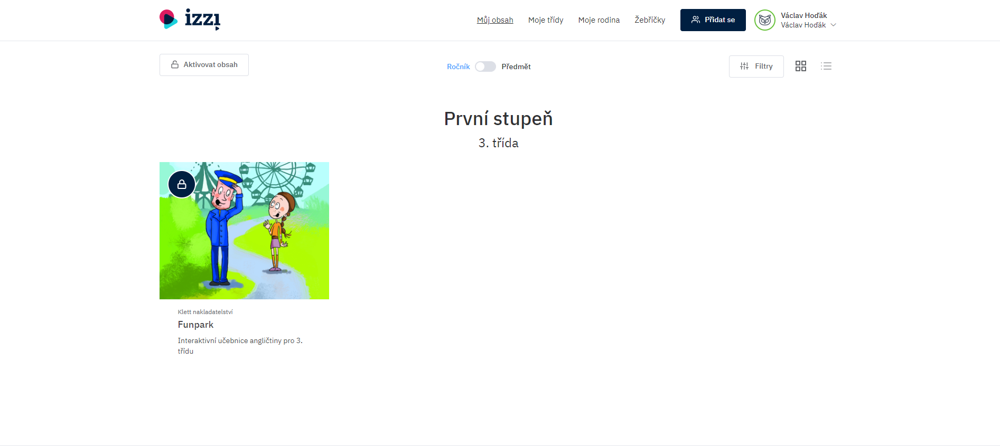 izzi
Můj obsah
Moje třídy
Moje rodina
Žebříčky
Přidat se
Václav Hoďák
Václav Hoďák
Aktivovat obsah
Ročník
Předmět
Filtry
První stupeň
3. třída
Klett nakladatelství
Funpark
Interaktivní učebnice angličtiny pro 3.
třídu